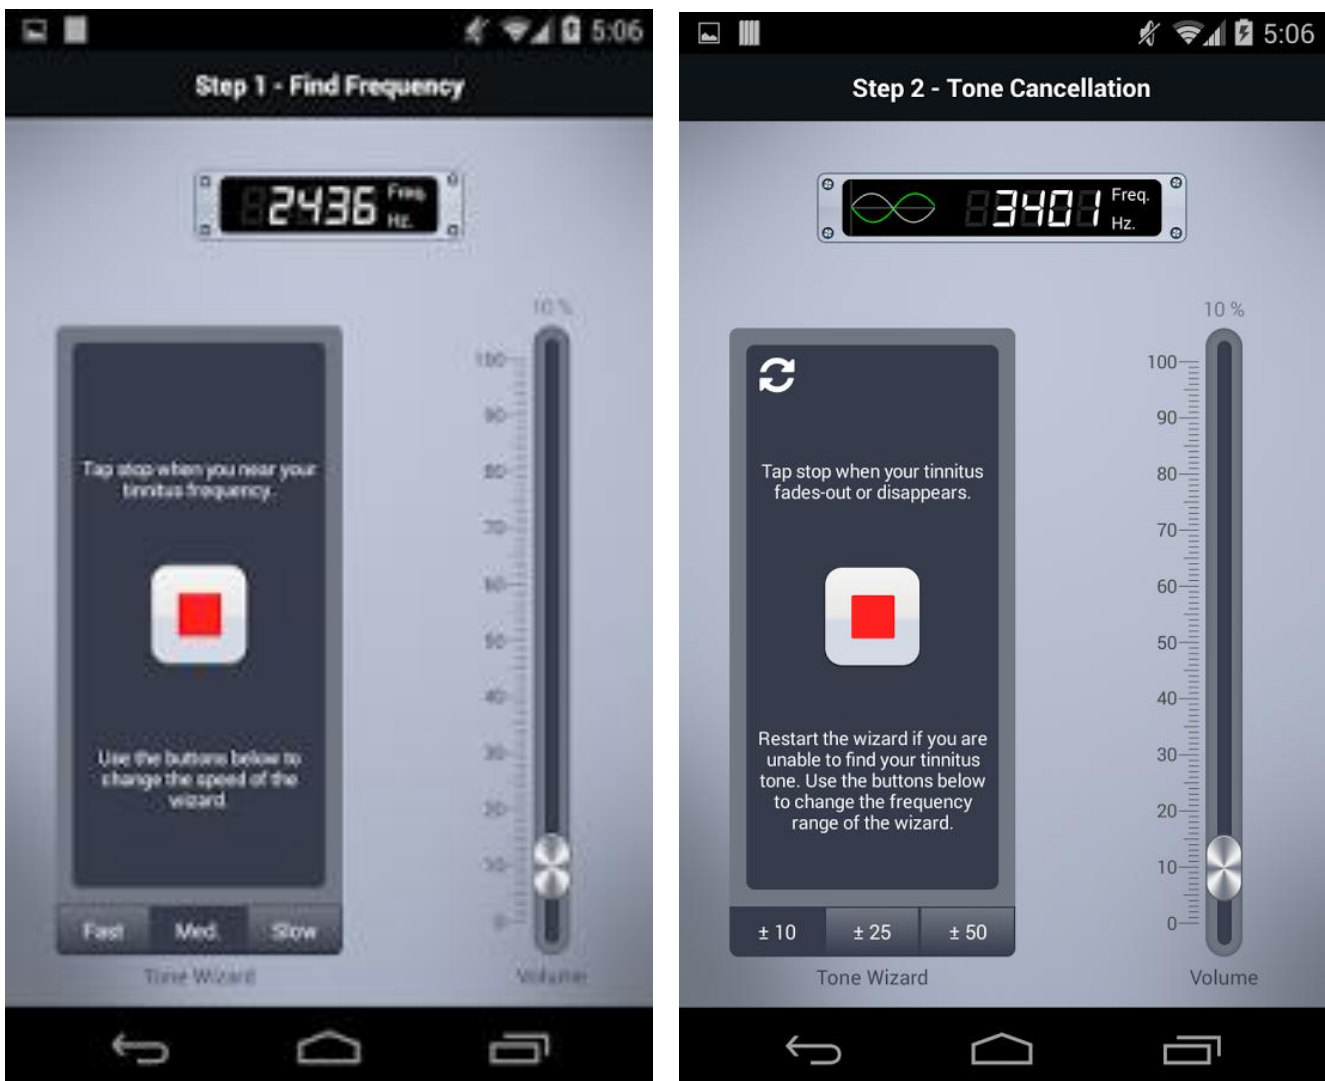 5:06
Step 1 - Find Frequency
2436
Freq.
Hz.
10 %
100
90
80
70
60
50
40
30
20
10
0
Tap stop when you near your
tinnitus frequency.
Use the buttons below to
change the speed of the
wizard
Fast
Med.
Slow
Tone Wizard
Volume
5:06
Step 2 - Tone Cancellation
3401
Freq.
Hz.
10 %
100
90
80
70
60
50
40
30
20
10
0
Tap stop when your tinnitus
fades-out or disappears.
Restart the wizard if you are
unable to find your tinnitus
tone. Use the buttons below
to change the frequency
range of the wizard.
± 10
± 25
± 50
Tone Wizard
Volume